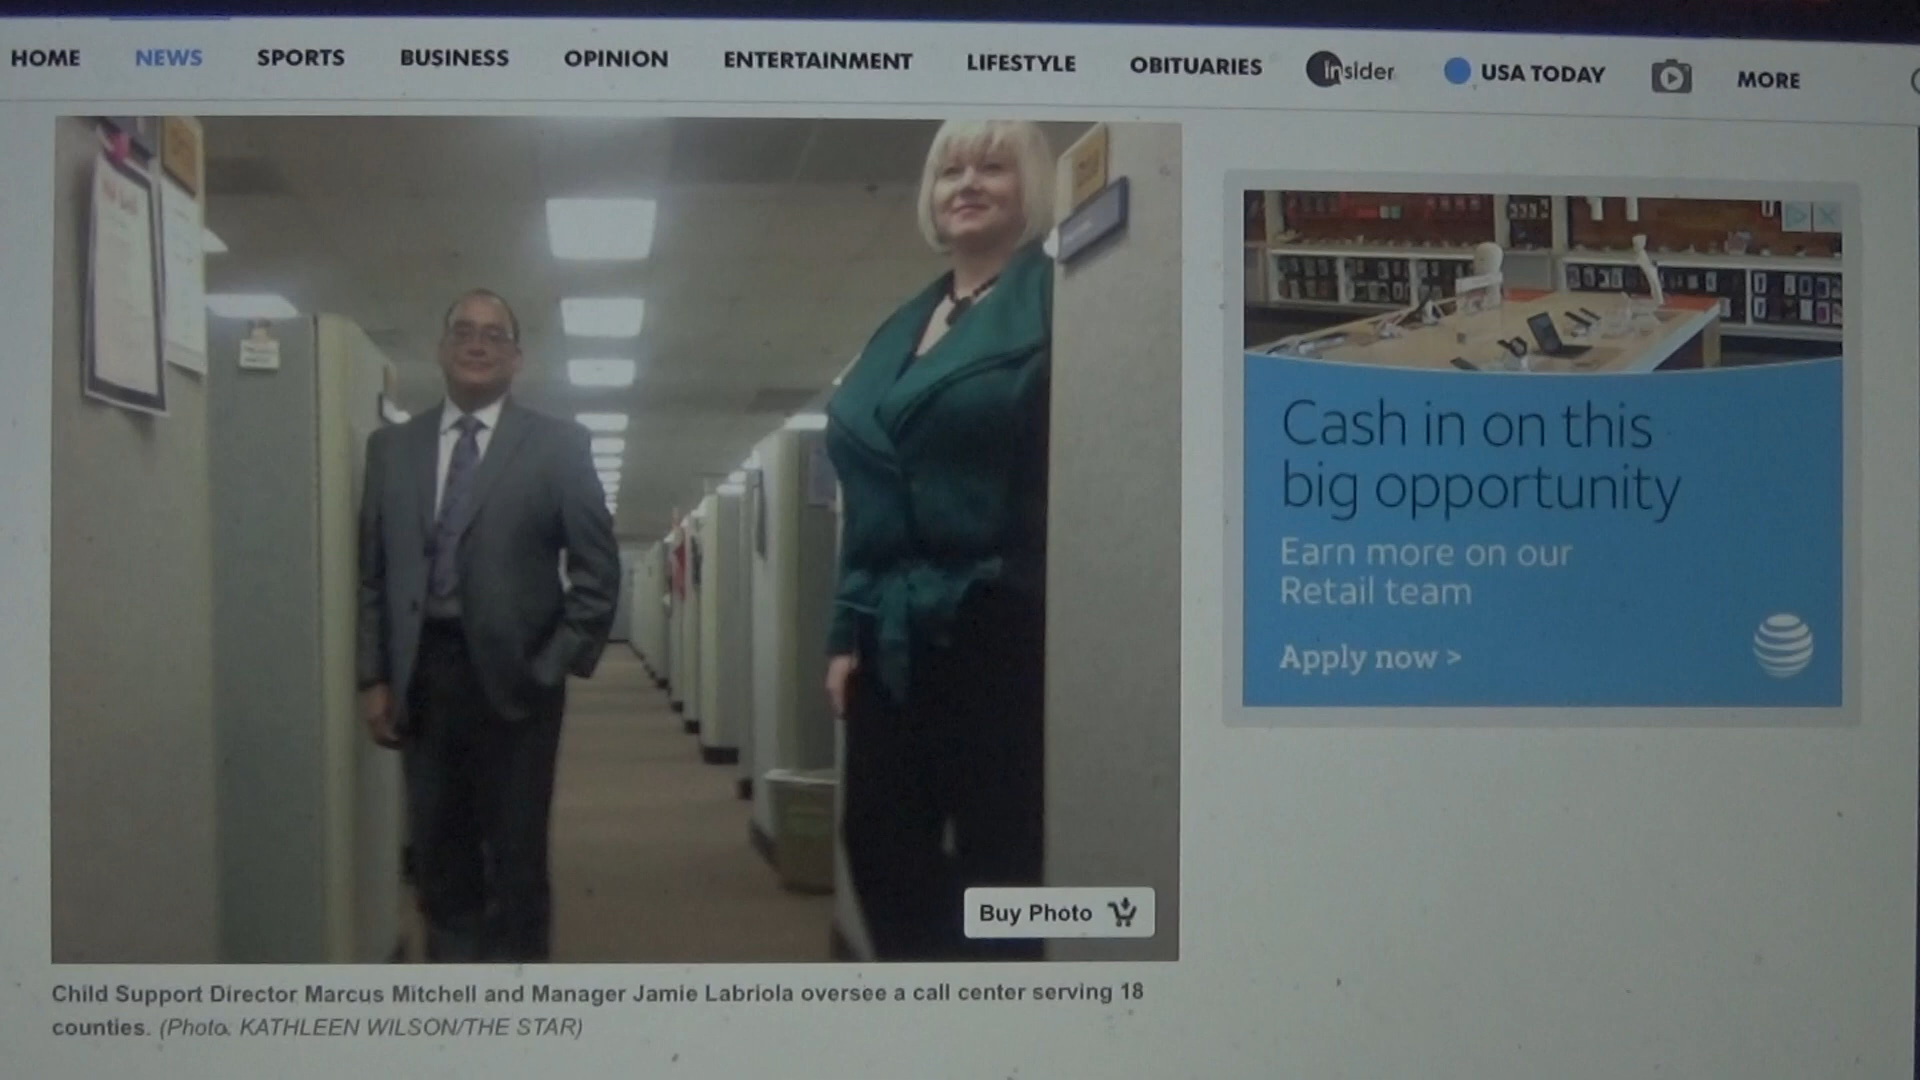 HOME NEWS SPORTS BUSINESS OPINION ENTERTAINMENT LIFESTYLE OBITUARIES insider USA TODAY MORE
Cash in on this
big opportunity
Earn more on our
Retail team
Apply now >
Buy Photo
Child Support Director Marcus Mitchell and Manager Jamie Labriola oversee a call center serving 18
counties. (Photo: KATHLEEN WILSON/THE STAR)